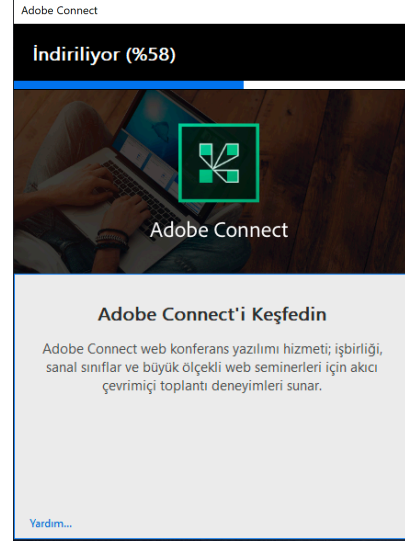 Adobe Connect
İndiriliyor (%58)
Adobe Connect
Adobe Connect'i Keşfedin
Adobe Connect web konferans yazılımı hizmeti; işbirliği,
sanal sınıflar ve büyük ölçekli web seminerleri için akıcı
çevrimiçi toplantı deneyimleri sunar.
Yardım...